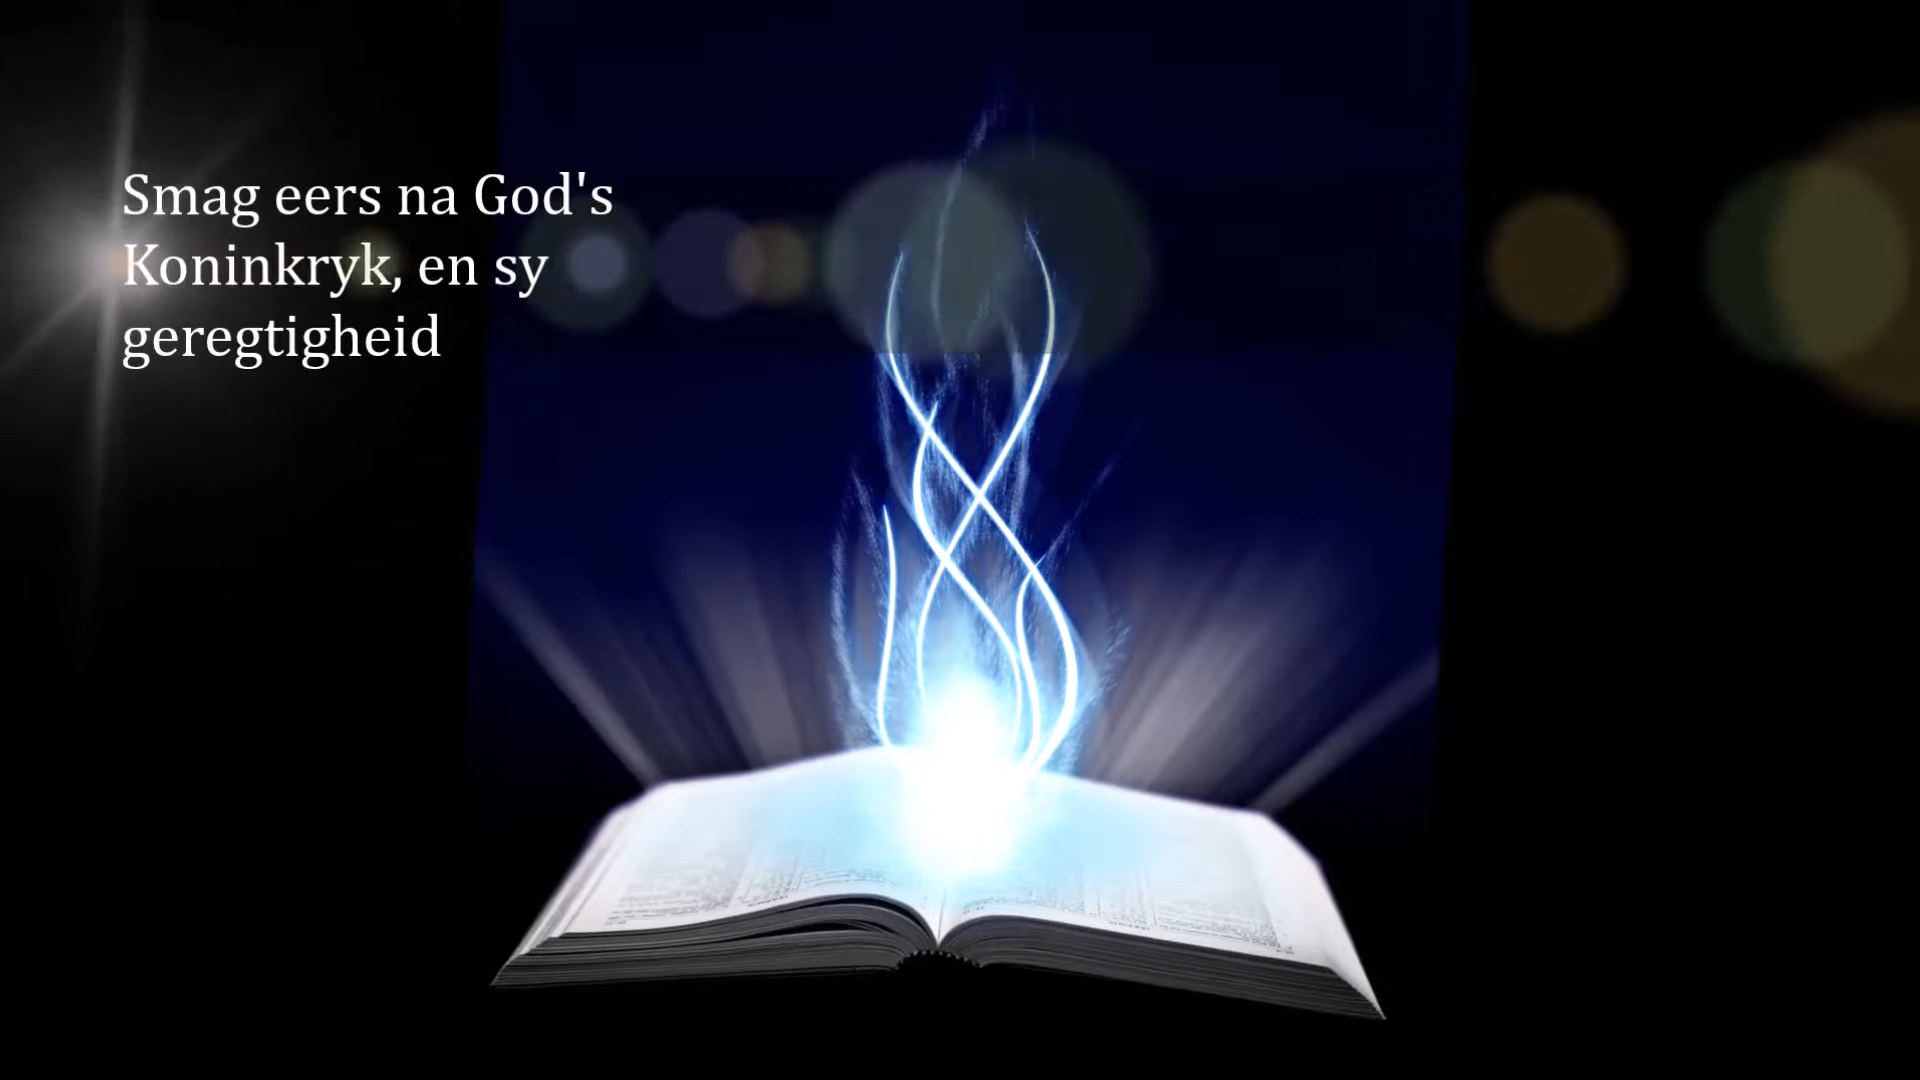 Smag eers na God's
Koninkryk, en sy
geregtigheid